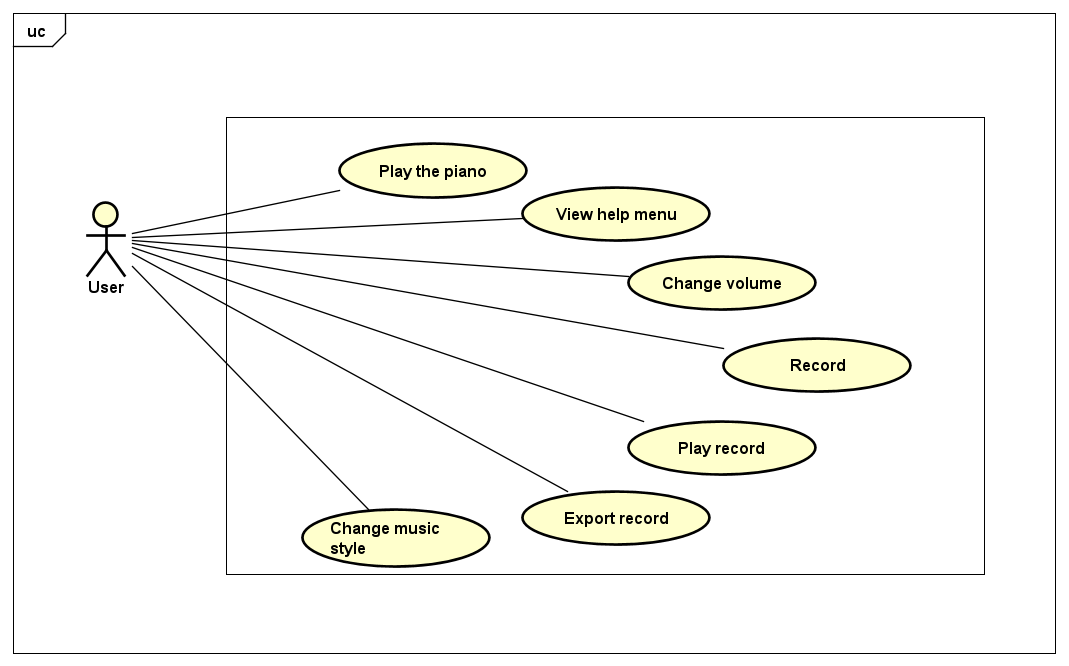 uc
Play the piano
View help menu
User
Change volume
Record
Play record
Export record
Change music
style